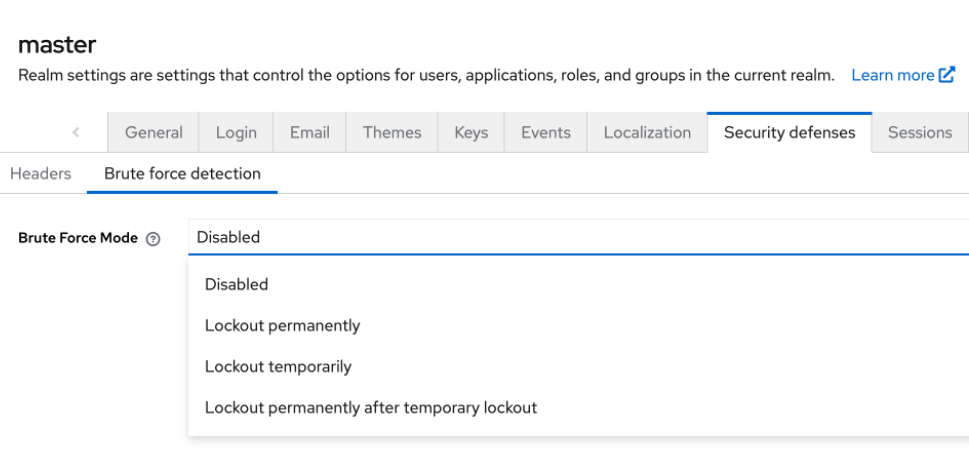 master
Realm settings are settings that control the options for users, applications, roles, and groups in the current realm. Learn more
General Login Email Themes Keys Events Localization Security defenses Sessions
Headers Brute force detection
Brute Force Mode Disabled
Disabled
Lockout permanently
Lockout temporarily
Lockout permanently after temporary lockout